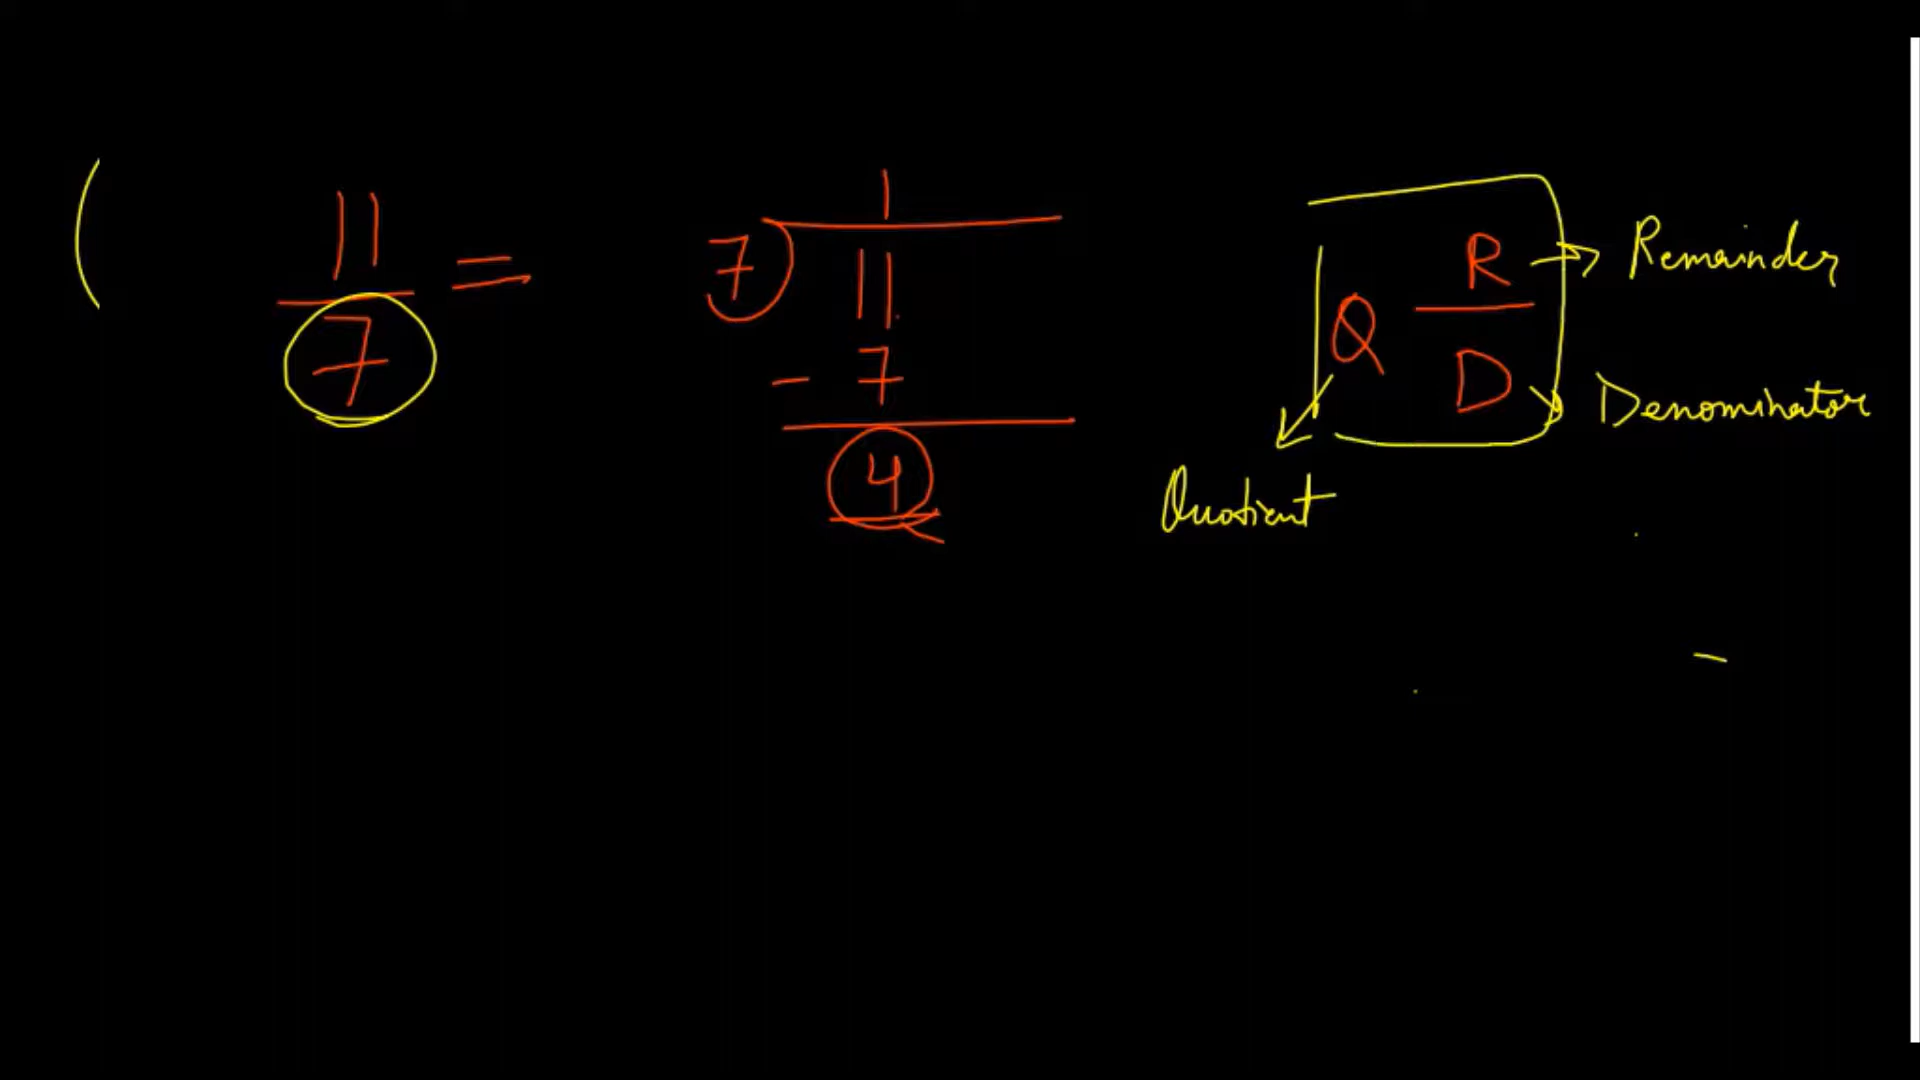 (
11
7
=
1
7 ) 11
- 7
4
Q R
D
Remainder
Denominator
Quotient